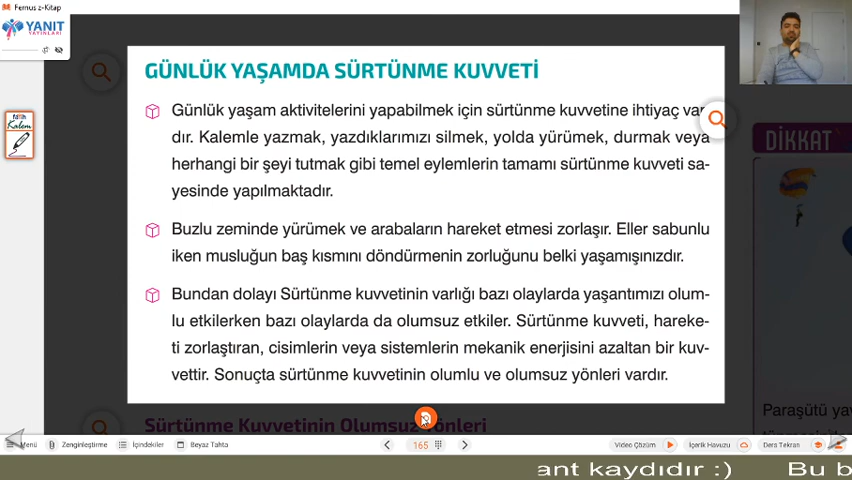 Fernus z-Kitap
YANIT
YAYINLARI
GÜNLÜK YAŞAMDA SÜRTÜNME KUVVETİ
Günlük yaşam aktivitelerini yapabilmek için sürtünme kuvvetine ihtiyaç var
dır. Kalemle yazmak, yazdıklarımızı silmek, yolda yürümek, durmak veya
herhangi bir şeyi tutmak gibi temel eylemlerin tamamı sürtünme kuvveti sa-
yesinde yapılmaktadır.
Buzlu zeminde yürümek ve arabaların hareket etmesi zorlaşır. Eller sabunlu
iken musluğun baş kısmını döndürmenin zorluğunu belki yaşamışınızdır.
Bundan dolayı Sürtünme kuvvetinin varlığı bazı olaylarda yaşantımızı olum-
lu etkilerken bazı olaylarda da olumsuz etkiler. Sürtünme kuvveti, hareke-
ti zorlaştıran, cisimlerin veya sistemlerin mekanik enerjisini azaltan bir kuv-
vettir. Sonuçta sürtünme kuvvetinin olumlu ve olumsuz yönleri vardır.
fatih
Kalem
DİKKAT
Sürtünme Kuvvetinin Olumsuz Yönleri
Paraşütü ya
Menü
Zenginleştirme
İçindekiler
Beyaz Tahta
165
Video Çözüm
İçerik Havuzu
Ders Tekran
ant kaydıdır :)
Bu b